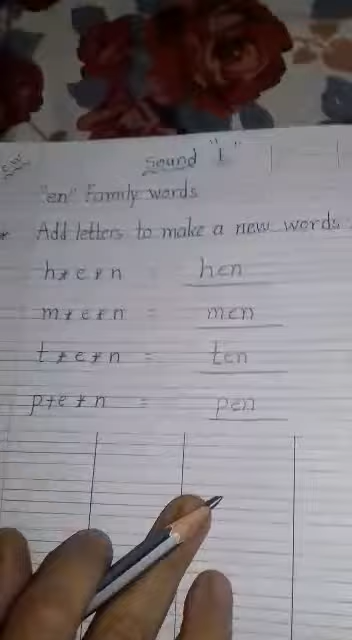 Sound "L"
"en" Family words
* Add letters to make a new words:
h+e+n = hen
m+e+n = men
t+e+n = ten
p+e+n = pen